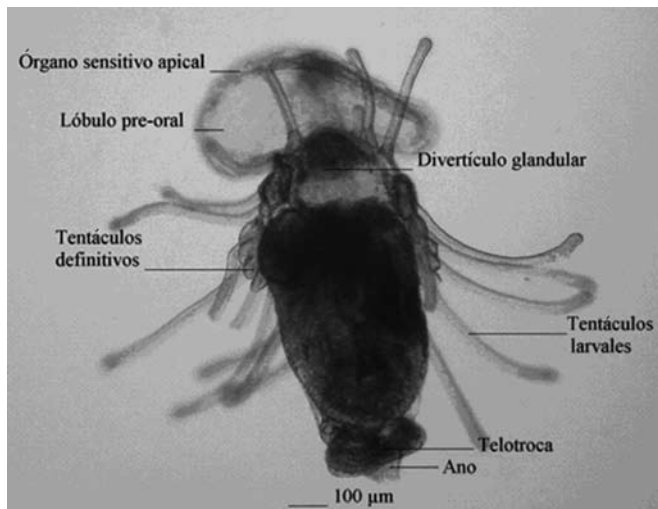 Órgano sensitivo apical
Lóbulo pre-oral
Divertículo glandular
Tentáculos
definitivos
Tentáculos
larvales
Telotroca
Ano
100 µm